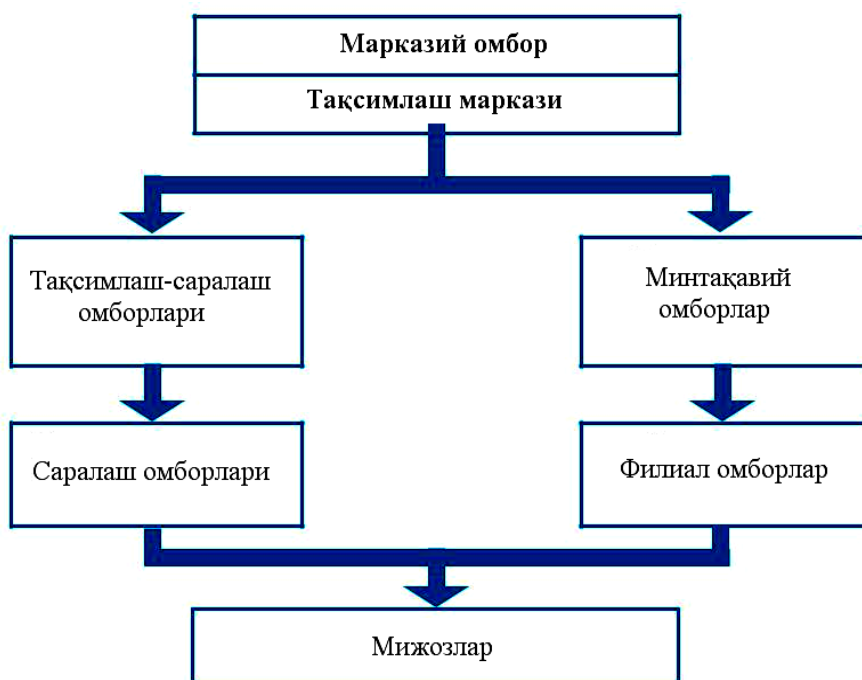 Марказий омбор
Тақсимлаш маркази
Тақсимлаш-саралаш
омборлари
Минтақавий
омборлар
Саралаш омборлари
Филиал омборлар
Мижозлар